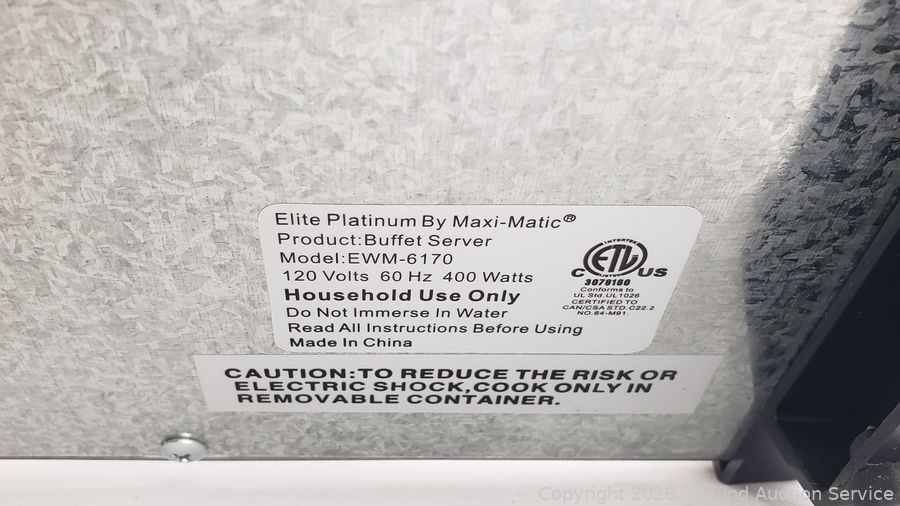 Elite Platinum By Maxi-Matic®
Product:Buffet Server
Model:EWM-6170
120 Volts 60 Hz 400 Watts
Household Use Only
Do Not Immerse In Water
Read All Instructions Before Using
Made In China
INTERTEK
ETL
LISTED
C US
3078160
Conforms to
UL Std.UL1026
CERTIFIED TO
CAN/CSA STD.C22.2
NO.64-M91.
CAUTION:TO REDUCE THE RISK OR
ELECTRIC SHOCK,COOK ONLY IN
REMOVABLE CONTAINER.
Copyright 2026 - Sound Auction Service